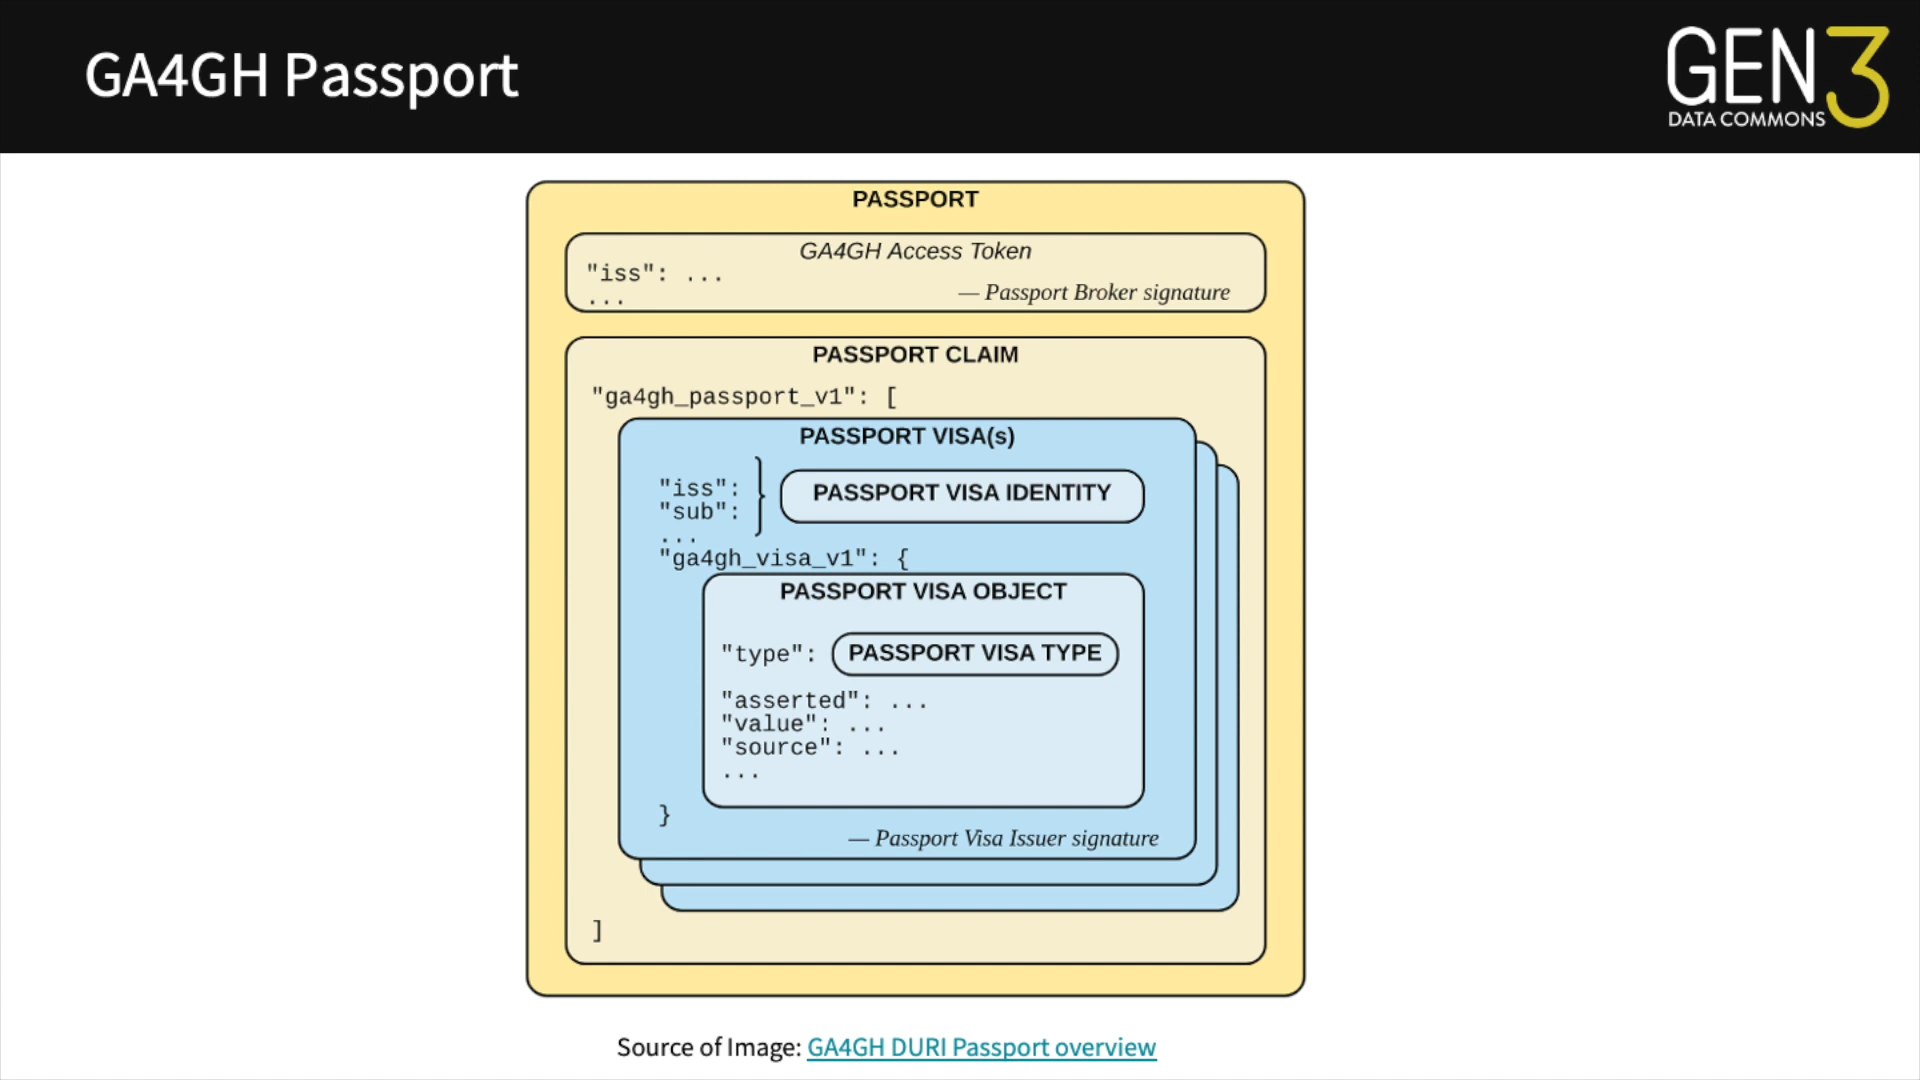 GA4GH Passport
GEN3
DATA COMMONS
PASSPORT
GA4GH Access Token
"iss": ...
...
— Passport Broker signature
PASSPORT CLAIM
"ga4gh_passport_v1": [
PASSPORT VISA(s)
"iss":
"sub":
}
PASSPORT VISA IDENTITY
...
"ga4gh_visa_v1": {
PASSPORT VISA OBJECT
"type": PASSPORT VISA TYPE
"asserted": ...
"value": ...
"source": ...
...
}
— Passport Visa Issuer signature
]
Source of Image: GA4GH DURI Passport overview